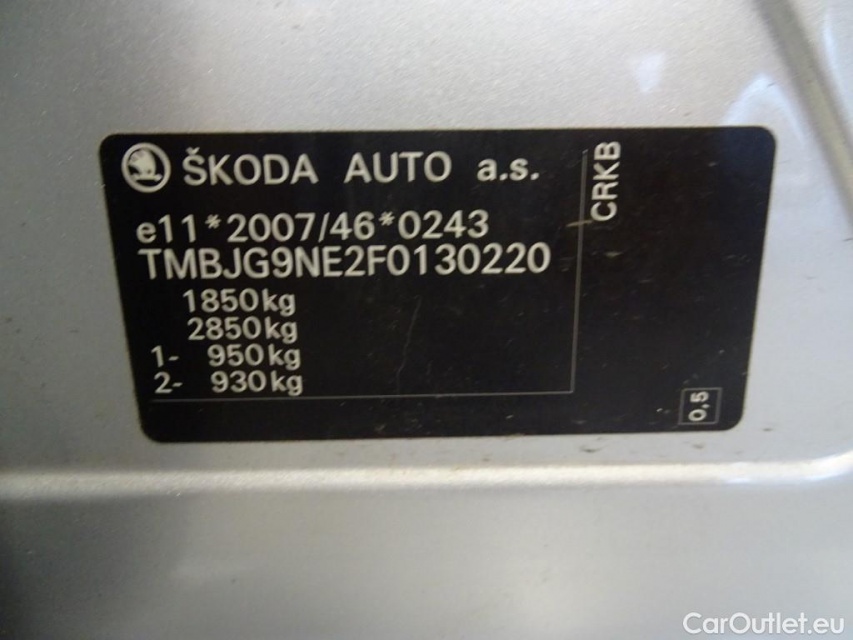 ŠKODA AUTO a.s.
e11*2007/46*0243
TMBJG9NE2F0130220
1850kg
2850kg
1- 950kg
2- 930kg
CRKB
0,5
CarOutlet.eu